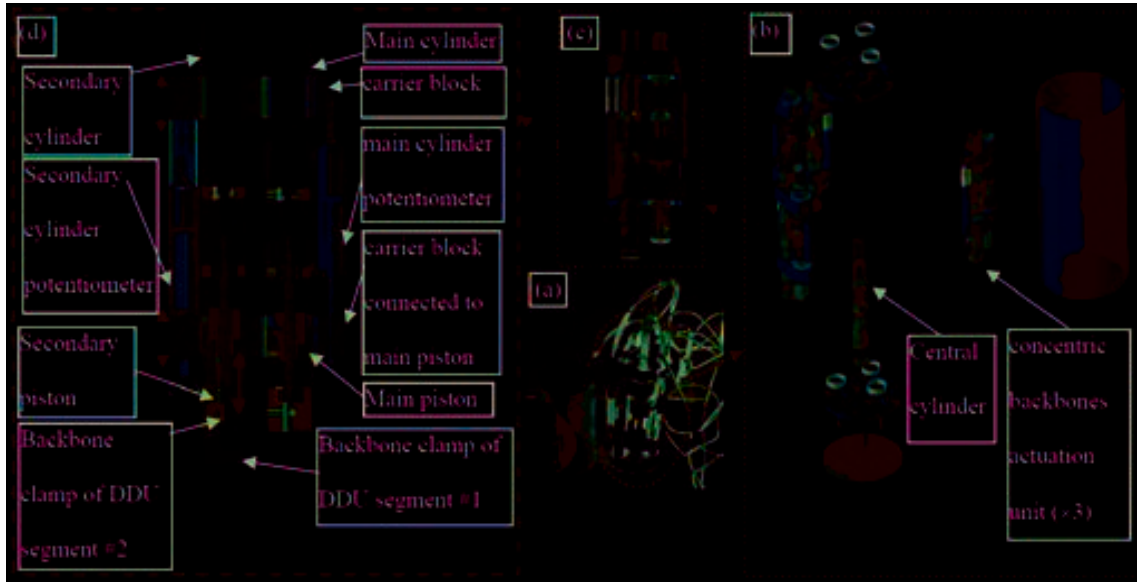 (d)
Main cylinder
carrier block
Secondary
cylinder
main cylinder
potentiometer
Secondary
cylinder
potentiometer
carrier block
connected to
main piston
Secondary
piston
Main piston
Backbone
clamp of DDU
segment #2
Backbone clamp of
DDU segment #1
(c)
(a)
(b)
Central
cylinder
concentric
backbones
actuation
unit (×3)